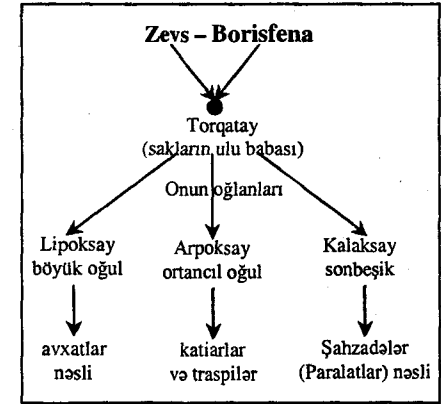 Zevs – Borisfena
Torqatay
(sakların ulu babası)
Onun oğlanları
Lipoksay
böyük oğul
Arpoksay
ortancıl oğul
Kalaksay
sonbeşik
avxatlar
nəsli
katiarlar
və traspilər
Şahzadələr
(Paralatlar) nəsli